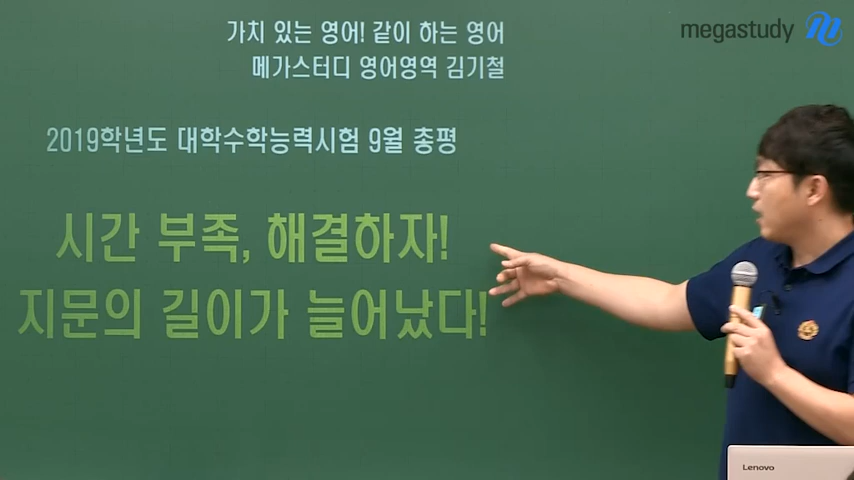 megastudy
가치 있는 영어! 같이 하는 영어
메가스터디 영어영역 김기철
2019학년도 대학수학능력시험 9월 총평
시간 부족, 해결하자!
지문의 길이가 늘어났다!
Lenovo